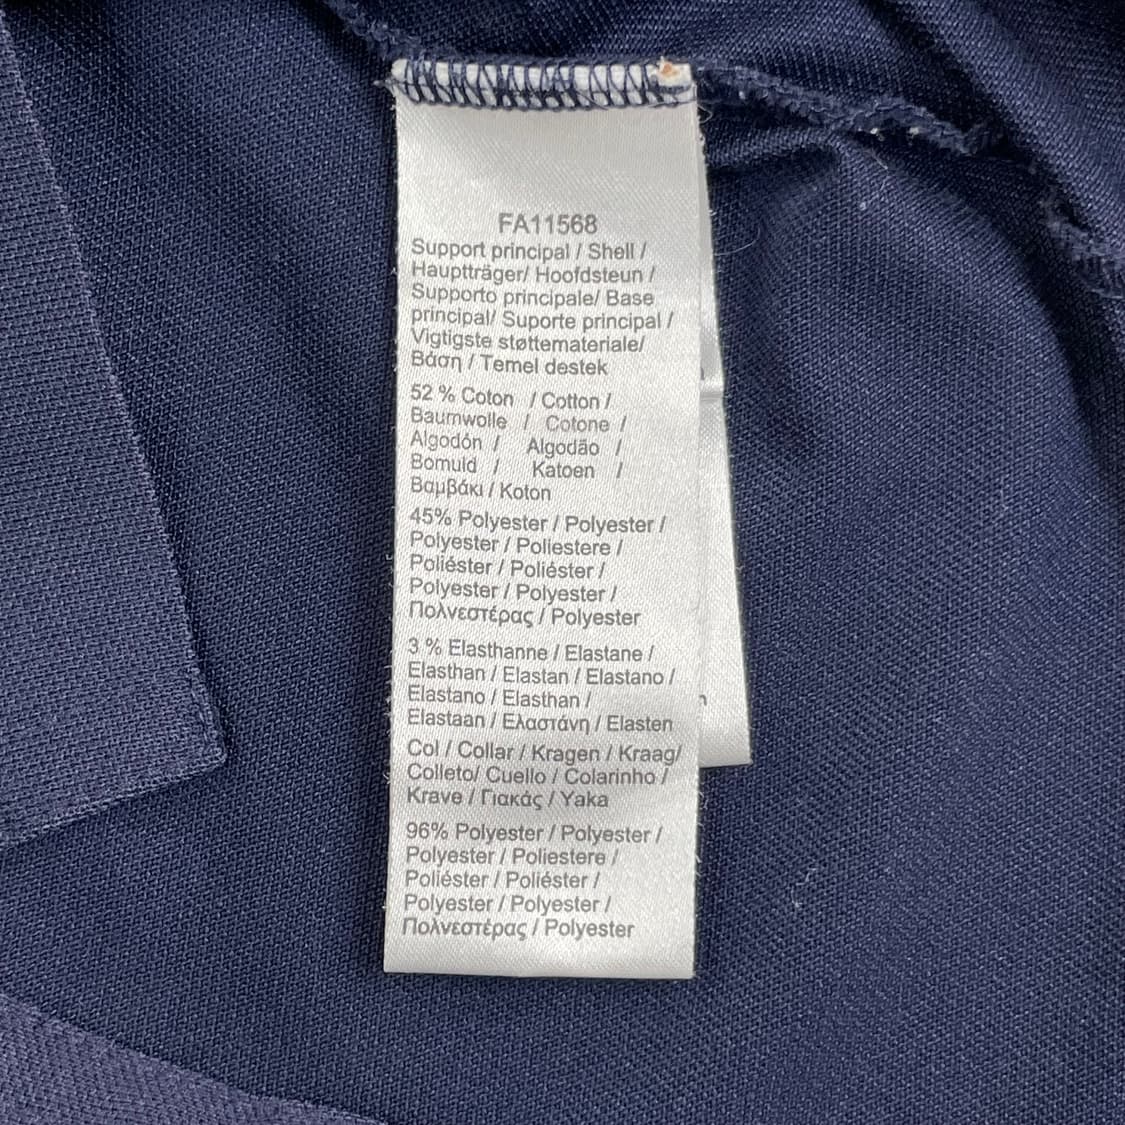 FA11568
Support principal / Shell /
Hauptträger/ Hoofdsteun /
Supporto principale/ Base
principal/ Suporte principal /
Vigtigste støttemateriale/
Βάση / Temel destek
52 % Coton / Cotton /
Baumwolle / Cotone /
Algodón / Algodão /
Bomuld / Katoen /
Βαμβάκι / Koton
45% Polyester / Polyester /
Polyester / Poliestere /
Poliéster / Poliéster /
Polyester / Polyester /
Πολνεστέρας / Polyester
3 % Elasthanne / Elastane /
Elasthan / Elastan / Elastano /
Elastano / Elasthan /
Elastaan / Ελαστάνη / Elasten
Col / Collar / Kragen / Kraag/
Colleto/ Cuello / Colarinho /
Krave / Γιακάς / Yaka
96% Polyester / Polyester /
Polyester / Poliestere /
Poliéster / Poliéster /
Polyester / Polyester /
Πολνεστέρας / Polyester